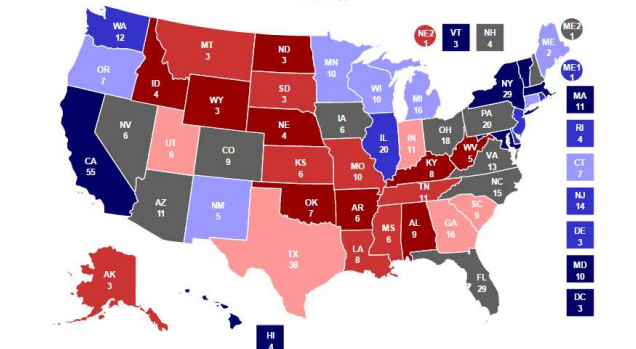 WA
12
OR
7
CA
55
NV
6
ID
4
MT
3
WY
3
UT
6
AZ
11
CO
9
NM
5
ND
3
SD
3
NE
4
KS
6
OK
7
TX
38
MN
10
IA
6
MO
10
AR
6
LA
8
WI
10
IL
20
MI
16
IN
11
OH
18
KY
8
TN
11
MS
6
AL
9
GA
16
FL
29
SC
9
NC
15
VA
13
WV
5
PA
20
NY
29
ME
2
NE2
1
VT
3
NH
4
ME2
1
ME1
1
MA
11
RI
4
CT
7
NJ
14
DE
3
MD
10
DC
3
AK
3
HI
4